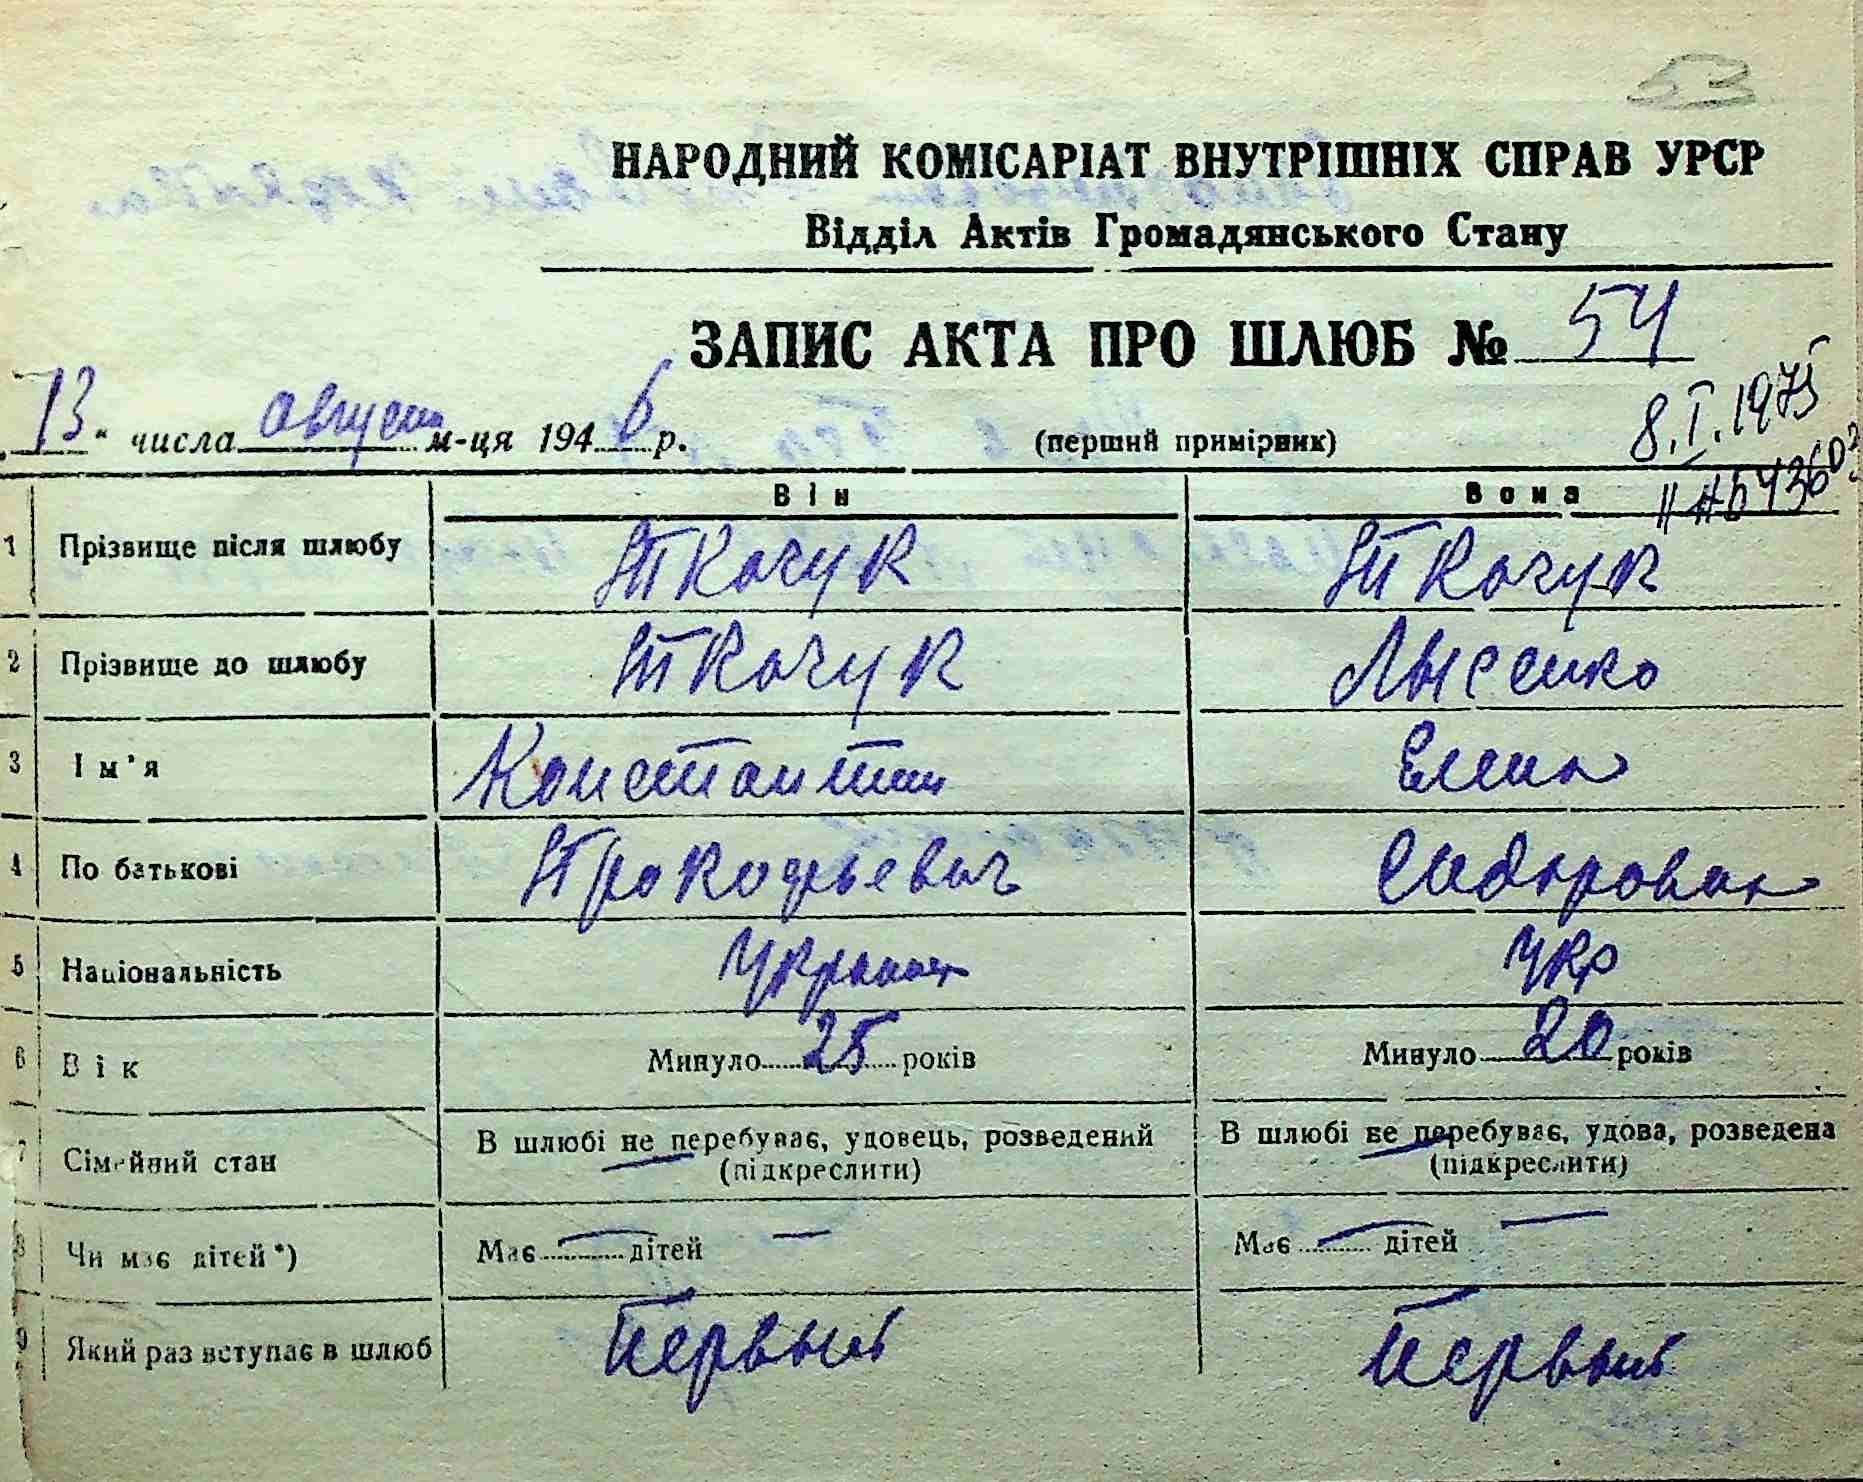 53
НАРОДНИЙ КОМІСАРІАТ ВНУТРІШНІХ СПРАВ УРСР
Відділ Актів Громадянського Стану
ЗАПИС АКТА ПРО ШЛЮБ № 54
13 " числа августа м-ця 1946 р. (перший примірник) 8.I.1975
Він Вона
1 Прізвище після шлюбу Ткачук Ткачук
2 Прізвище до шлюбу Ткачук Лысенко
3 Ім'я Константин Елена
4 По батькові Прокофьевич Сидоровна
5 Національність Укр
6 Вік Минуло 25 років Минуло 20 років
7 Сімейний стан В шлюбі не перебуває, удовець, розведений В шлюбі не перебуває, удова, розведена
(підкреслити) (підкреслити)
8 Чи має дітей *) Має — дітей — Має — дітей —
9 Який раз вступає в шлюб Первый Первый